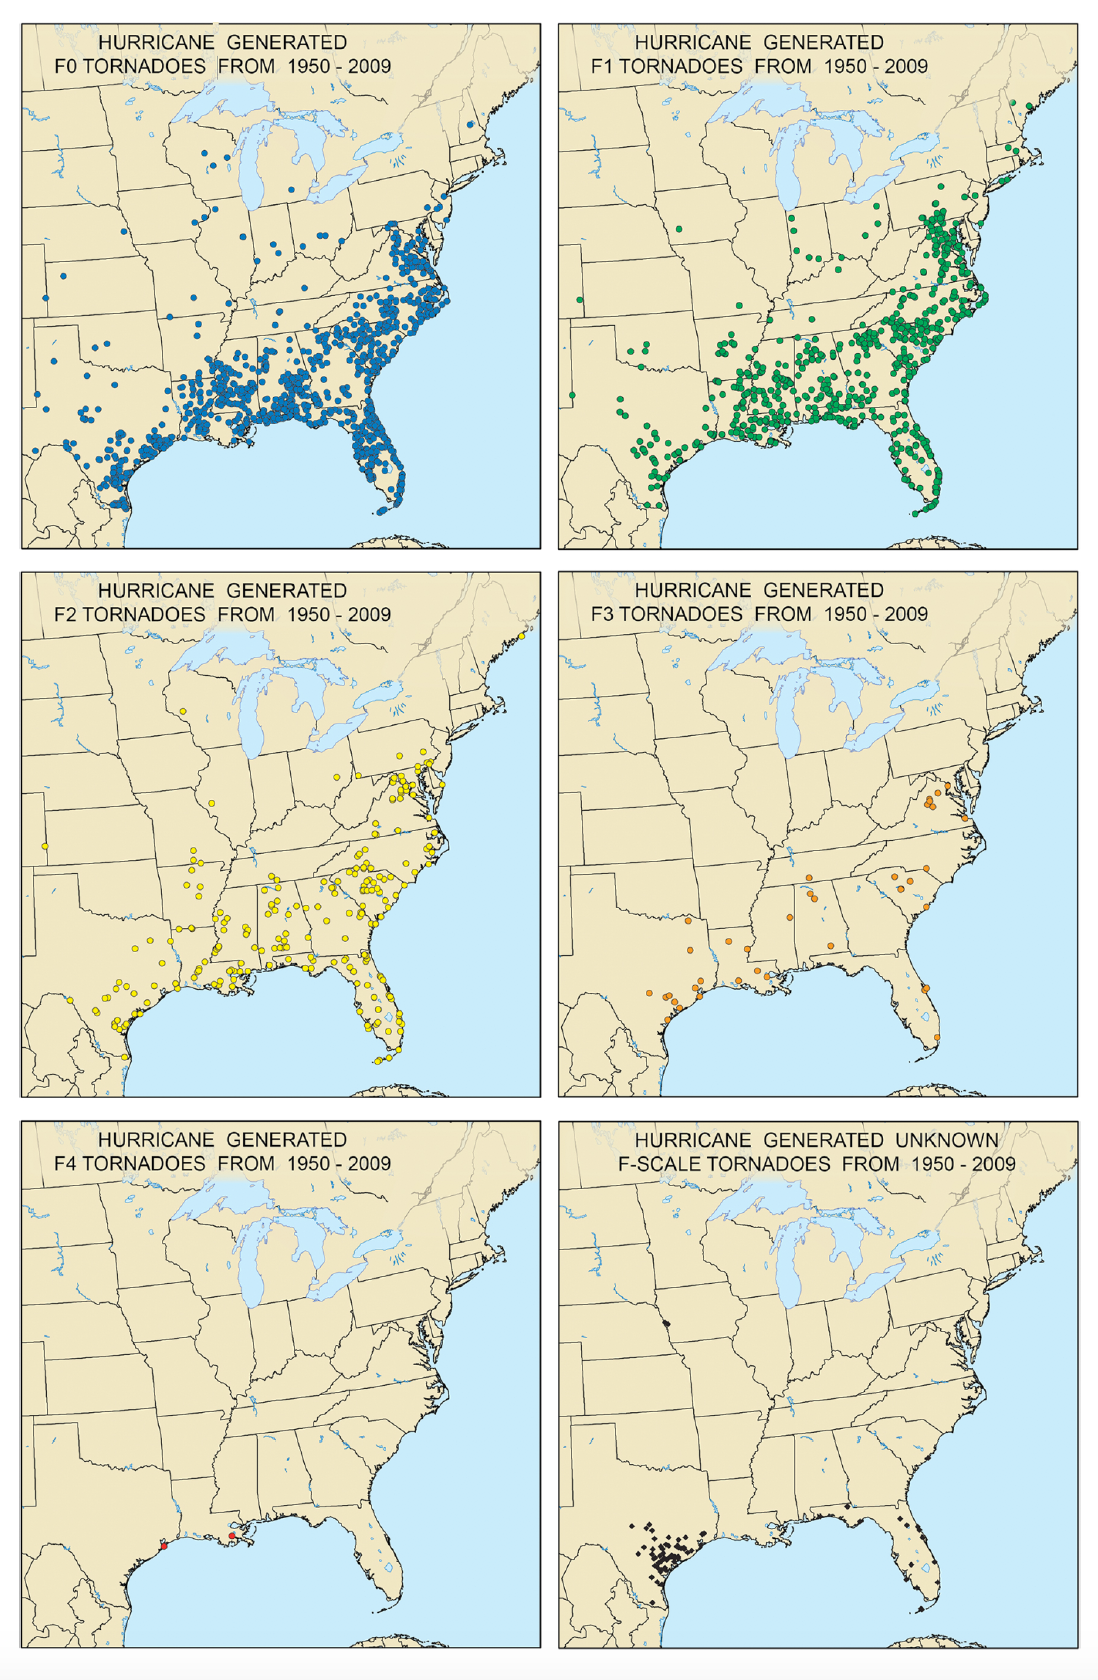 HURRICANE GENERATED
F0 TORNADOES FROM 1950 - 2009
HURRICANE GENERATED
F1 TORNADOES FROM 1950 - 2009
HURRICANE GENERATED
F2 TORNADOES FROM 1950 - 2009
HURRICANE GENERATED
F3 TORNADOES FROM 1950 - 2009
HURRICANE GENERATED
F4 TORNADOES FROM 1950 - 2009
HURRICANE GENERATED UNKNOWN
F-SCALE TORNADOES FROM 1950 - 2009